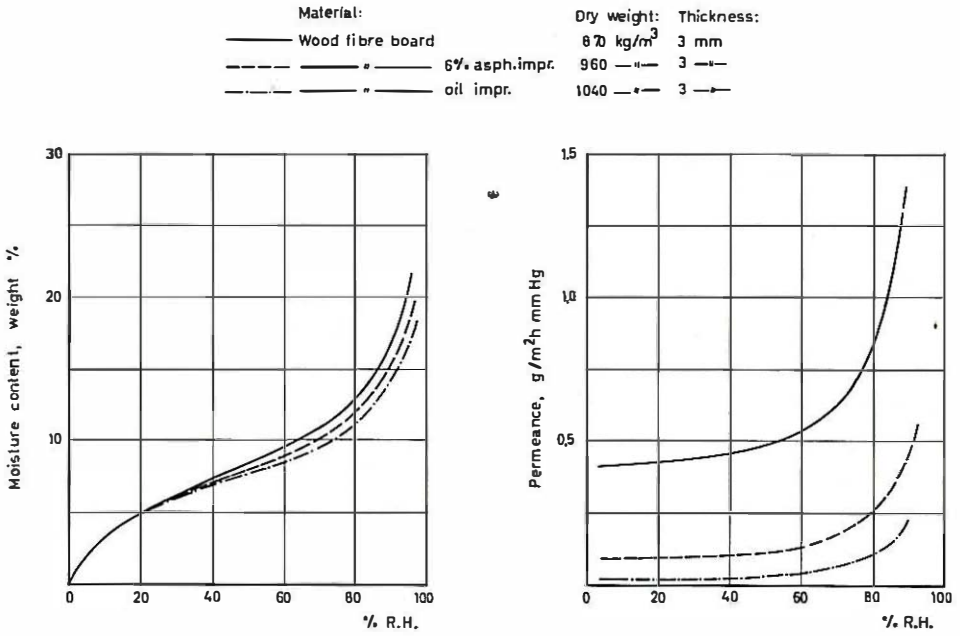 Material: Dry weight: Thickness:
Wood fibre board 870 kg/m³ 3 mm
— " — 6% asph.impr. 960 — " — 3 — " —
— " — oil impr. 1040 — " — 3 — " —
30
20
10
0 20 40 60 80 100
% R.H.
Moisture content, weight %
1,5
1,0
0,5
0 20 40 60 80 100
% R.H.
Permeance, g/m²h mm Hg